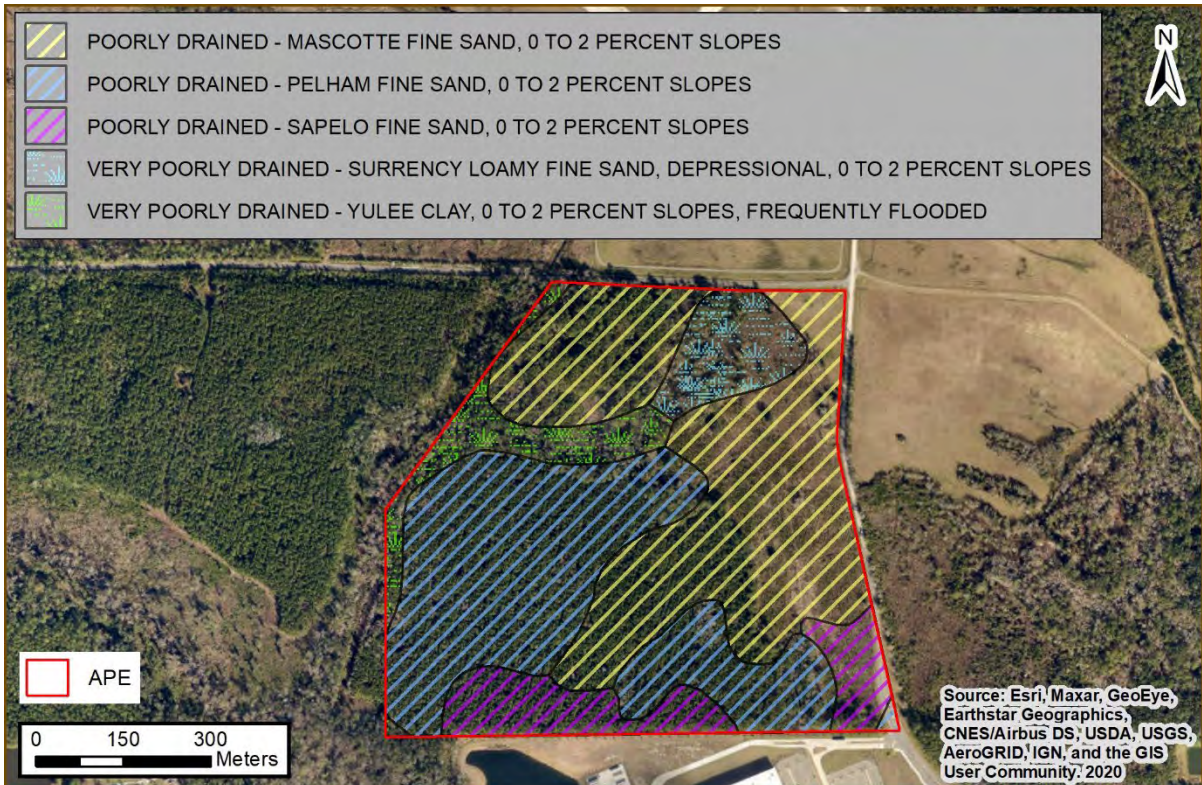 POORLY DRAINED - MASCOTTE FINE SAND, 0 TO 2 PERCENT SLOPES
POORLY DRAINED - PELHAM FINE SAND, 0 TO 2 PERCENT SLOPES
POORLY DRAINED - SAPELO FINE SAND, 0 TO 2 PERCENT SLOPES
VERY POORLY DRAINED - SURRENCY LOAMY FINE SAND, DEPRESSIONAL, 0 TO 2 PERCENT SLOPES
VERY POORLY DRAINED - YULEE CLAY, 0 TO 2 PERCENT SLOPES, FREQUENTLY FLOODED
N
APE
0 150 300
Meters
Source: Esri, Maxar, GeoEye,
Earthstar Geographics,
CNES/Airbus DS, USDA, USGS,
AeroGRID, IGN, and the GIS
User Community. 2020